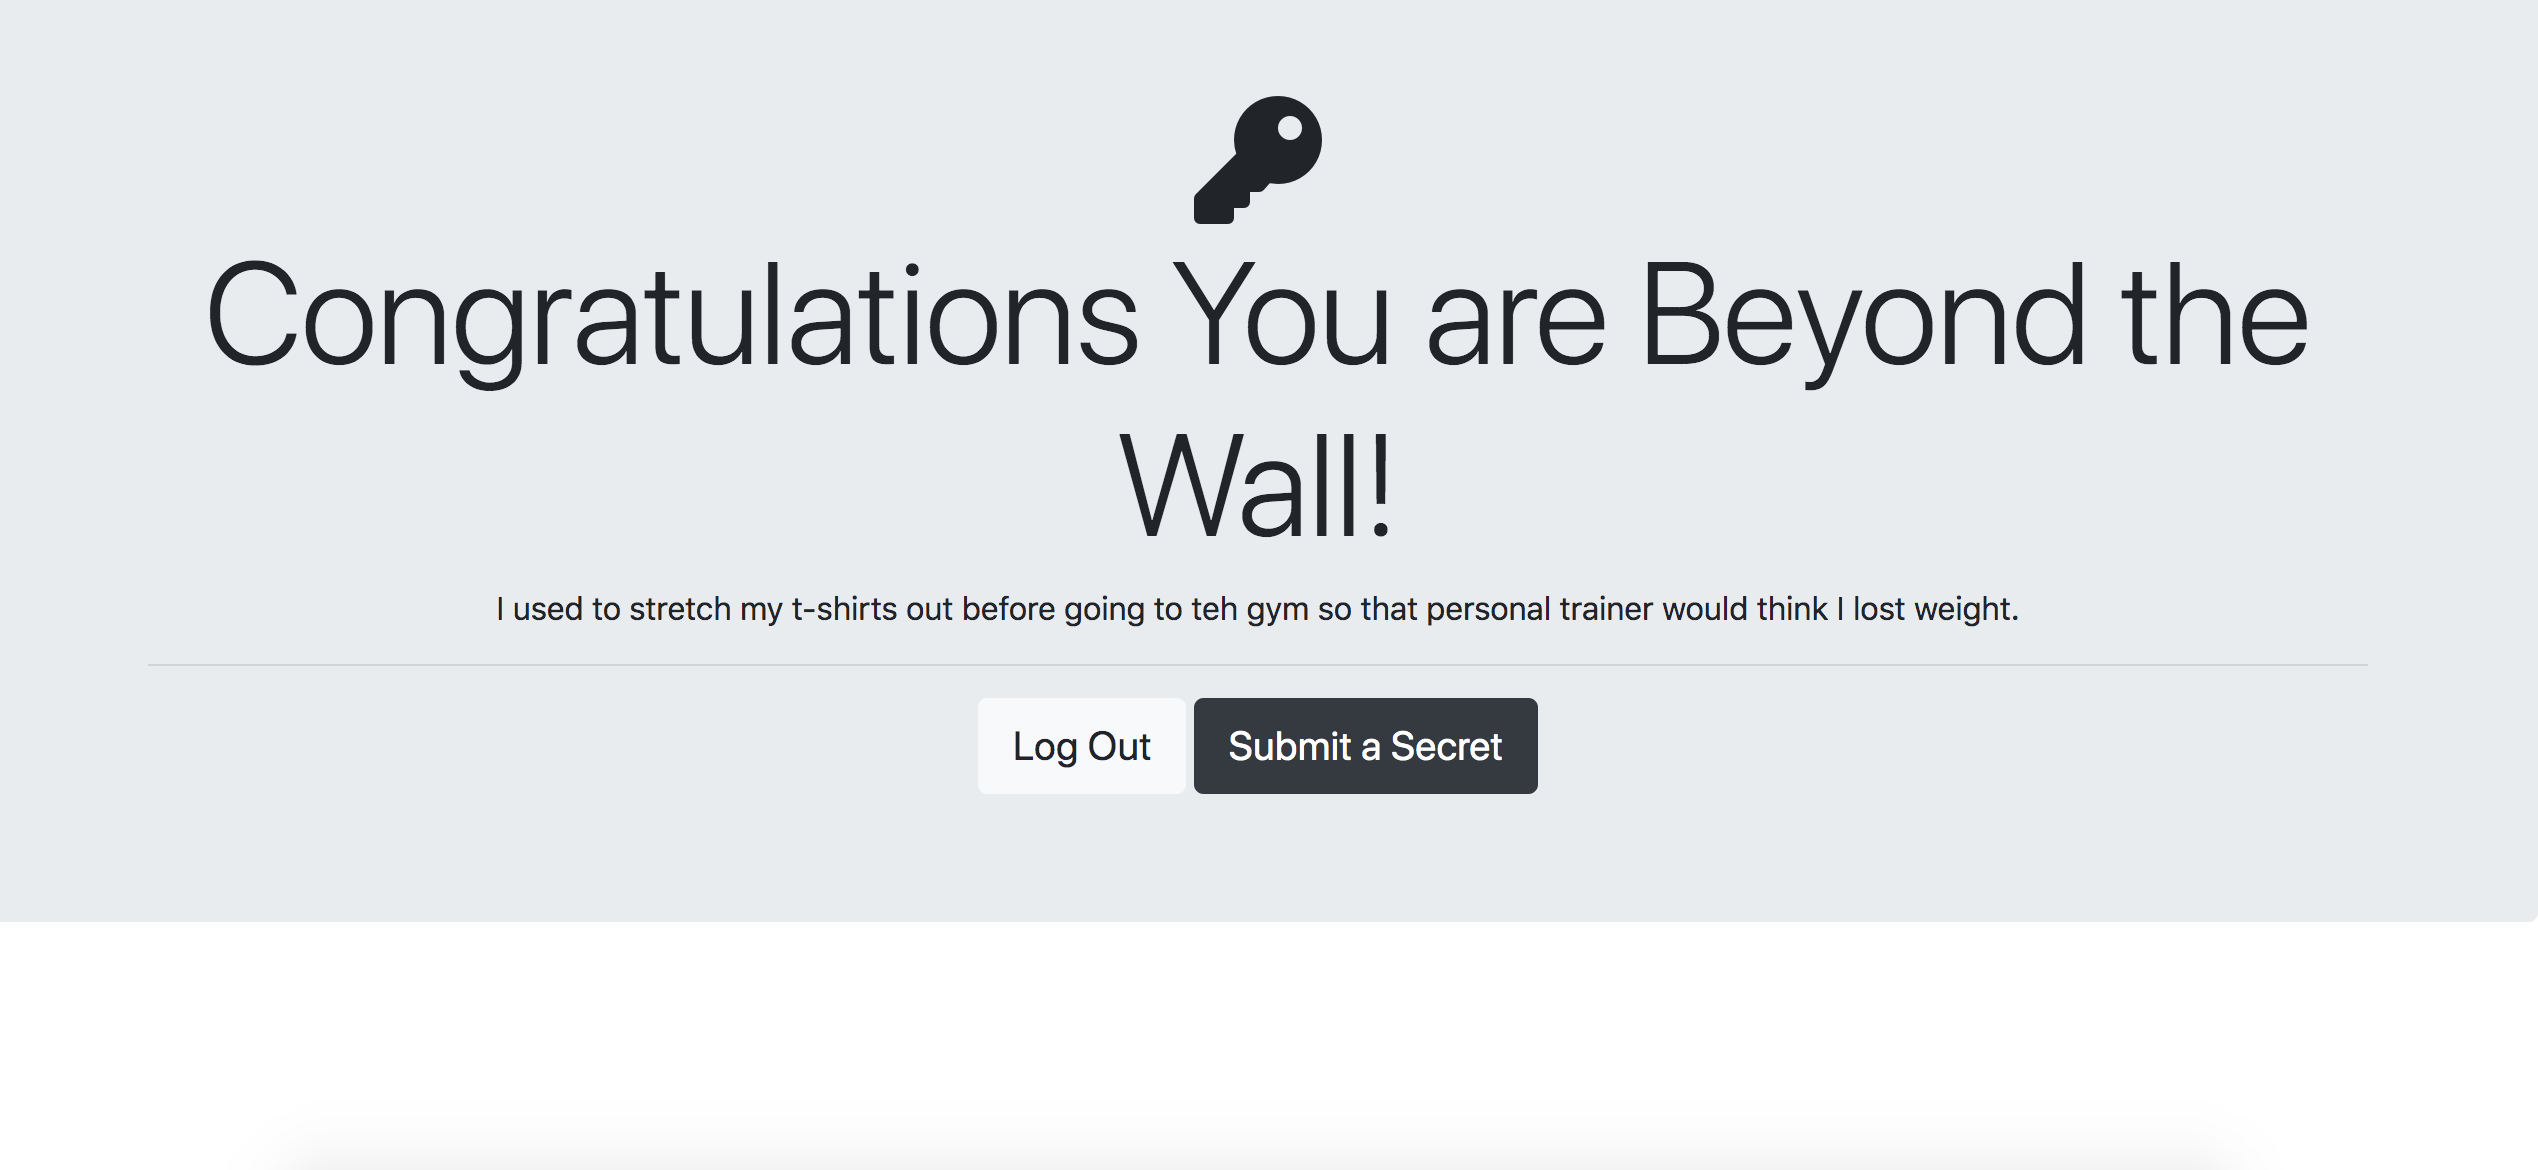 Congratulations You are Beyond the
Wall!
I used to stretch my t-shirts out before going to teh gym so that personal trainer would think I lost weight.
Log Out
Submit a Secret